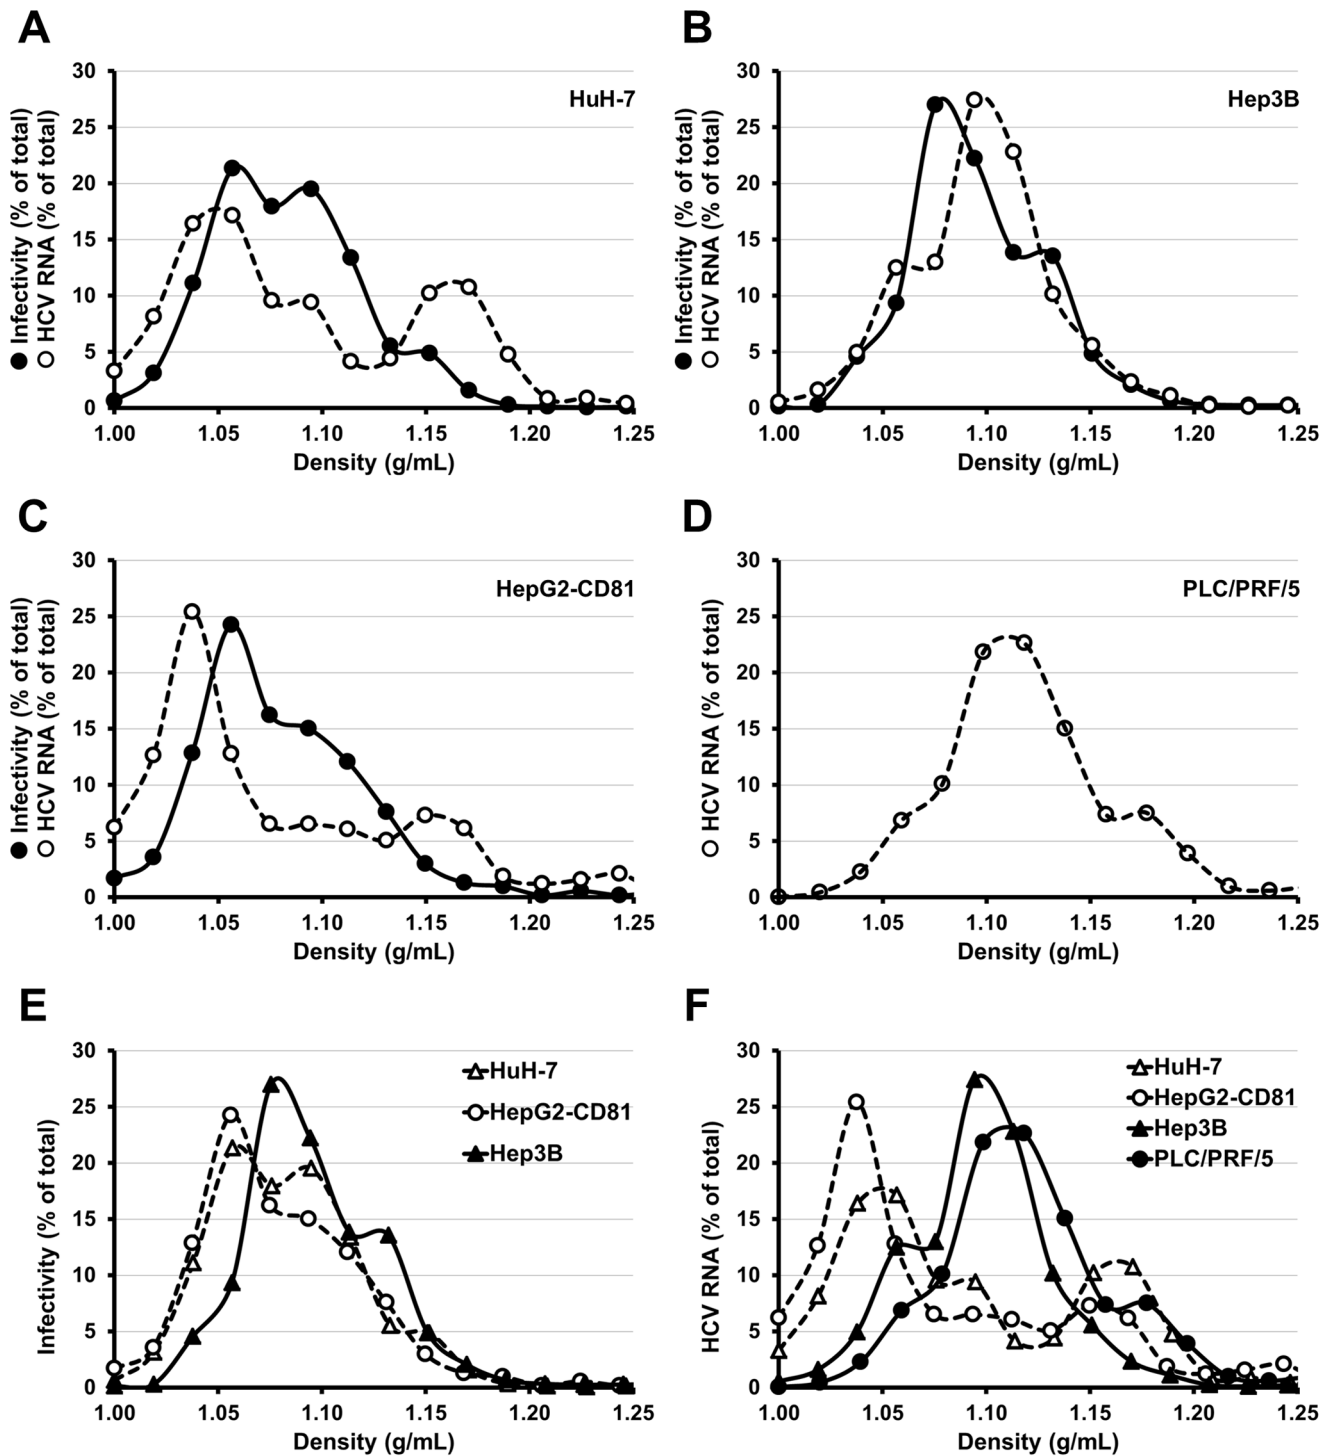 A
HuH-7
● Infectivity (% of total)
○ HCV RNA (% of total)
30
25
20
15
10
5
0
1.00 1.05 1.10 1.15 1.20 1.25
Density (g/mL)
B
Hep3B
● Infectivity (% of total)
○ HCV RNA (% of total)
30
25
20
15
10
5
0
1.00 1.05 1.10 1.15 1.20 1.25
Density (g/mL)
C
HepG2-CD81
● Infectivity (% of total)
○ HCV RNA (% of total)
30
25
20
15
10
5
0
1.00 1.05 1.10 1.15 1.20 1.25
Density (g/mL)
D
PLC/PRF/5
○ HCV RNA (% of total)
30
25
20
15
10
5
0
1.00 1.05 1.10 1.15 1.20 1.25
Density (g/mL)
E
HuH-7
HepG2-CD81
Hep3B
Infectivity (% of total)
30
25
20
15
10
5
0
1.00 1.05 1.10 1.15 1.20 1.25
Density (g/mL)
F
HuH-7
HepG2-CD81
Hep3B
PLC/PRF/5
HCV RNA (% of total)
30
25
20
15
10
5
0
1.00 1.05 1.10 1.15 1.20 1.25
Density (g/mL)